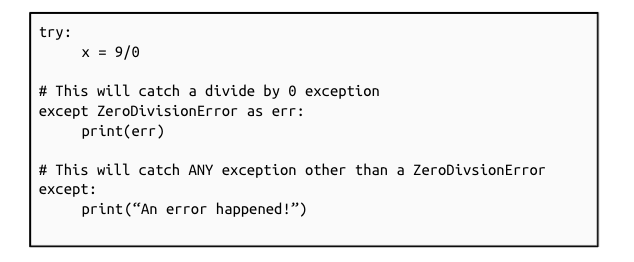 try:
     x = 9/0
# This will catch a divide by 0 exception
except ZeroDivisionError as err:
     print(err)
# This will catch ANY exception other than a ZeroDivsionError
except:
     print(“An error happened!”)